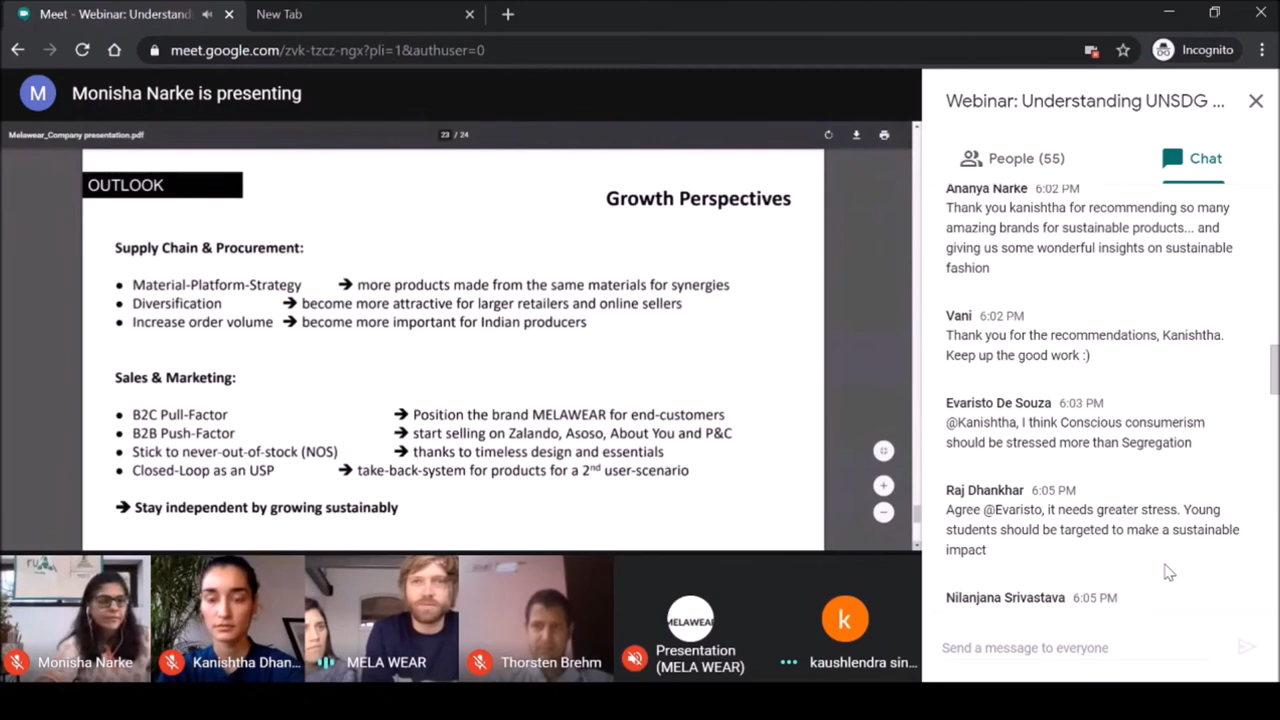 Meet - Webinar: Understandi
New Tab
meet.google.com/zvk-tzcz-ngx?pli=1&authuser=0
Incognito
M
Monisha Narke is presenting
Melawear_Company presentation.pdf
23 / 24
OUTLOOK
Growth Perspectives
Supply Chain & Procurement:
• Material-Platform-Strategy ➔ more products made from the same materials for synergies
• Diversification ➔ become more attractive for larger retailers and online sellers
• Increase order volume ➔ become more important for Indian producers
Sales & Marketing:
• B2C Pull-Factor ➔ Position the brand MELAWEAR for end-customers
• B2B Push-Factor ➔ start selling on Zalando, Asoso, About You and P&C
• Stick to never-out-of-stock (NOS) ➔ thanks to timeless design and essentials
• Closed-Loop as an USP ➔ take-back-system for products for a 2nd user-scenario
➔ Stay independent by growing sustainably
Monisha Narke
Kanishtha Dhan...
MELA WEAR
Thorsten Brehm
MELAWEAR
Presentation
(MELA WEAR)
k
kaushlendra sin...
Webinar: Understanding UNSDG ...
People (55)
Chat
Ananya Narke 6:02 PM
Thank you kanishtha for recommending so many
amazing brands for sustainable products... and
giving us some wonderful insights on sustainable
fashion
Vani 6:02 PM
Thank you for the recommendations, Kanishtha.
Keep up the good work :)
Evaristo De Souza 6:03 PM
@Kanishtha, I think Conscious consumerism
should be stressed more than Segregation
Raj Dhankhar 6:05 PM
Agree @Evaristo, it needs greater stress. Young
students should be targeted to make a sustainable
impact
Nilanjana Srivastava 6:05 PM
Send a message to everyone